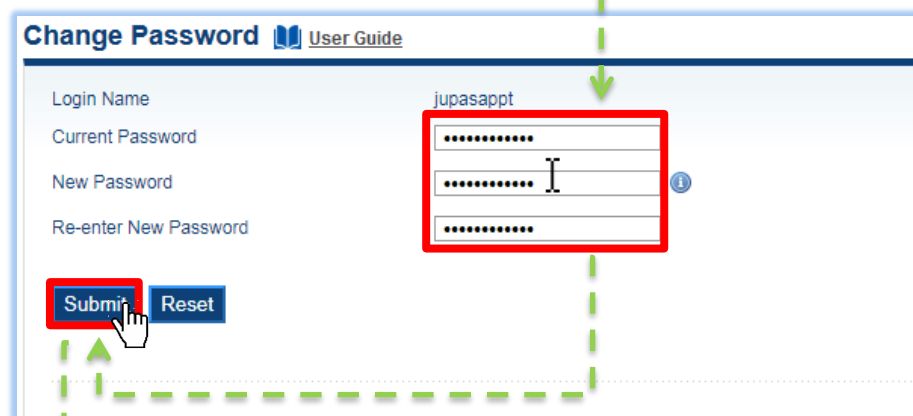 Change Password User Guide
Login Name jupasappt
Current Password ••••••••••••
New Password ••••••••••••
Re-enter New Password ••••••••••••
Submit Reset